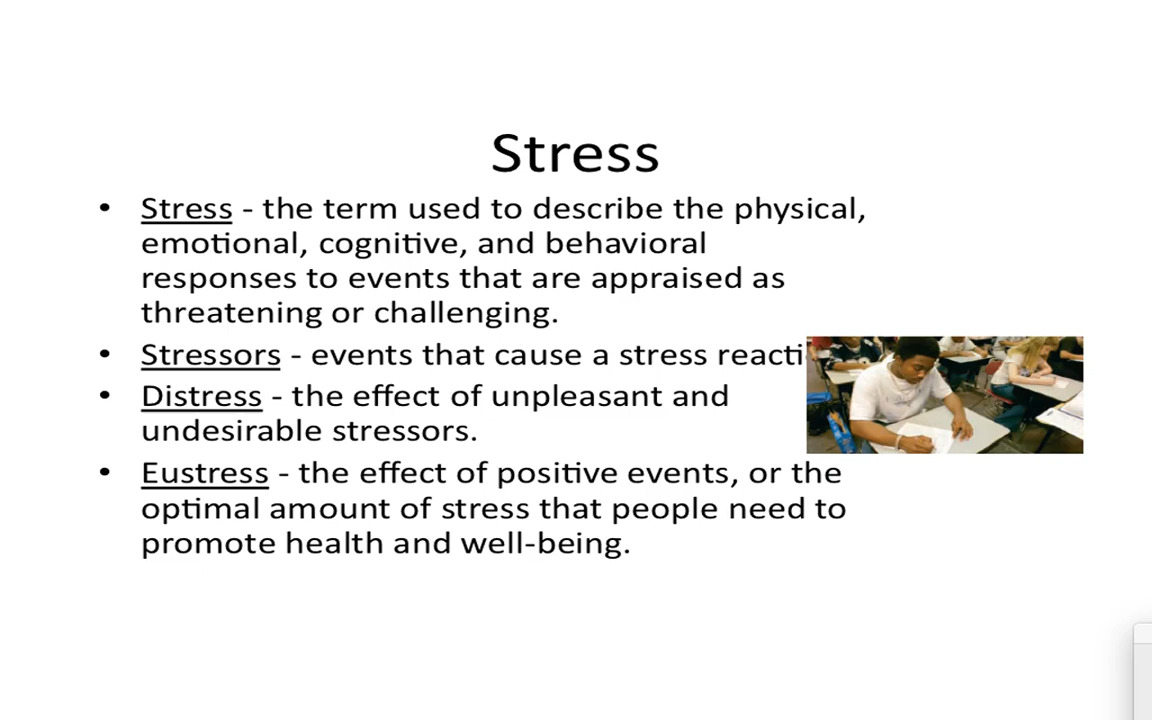 Stress
• Stress - the term used to describe the physical,
emotional, cognitive, and behavioral
responses to events that are appraised as
threatening or challenging.
• Stressors - events that cause a stress reacti
• Distress - the effect of unpleasant and
undesirable stressors.
• Eustress - the effect of positive events, or the
optimal amount of stress that people need to
promote health and well-being.